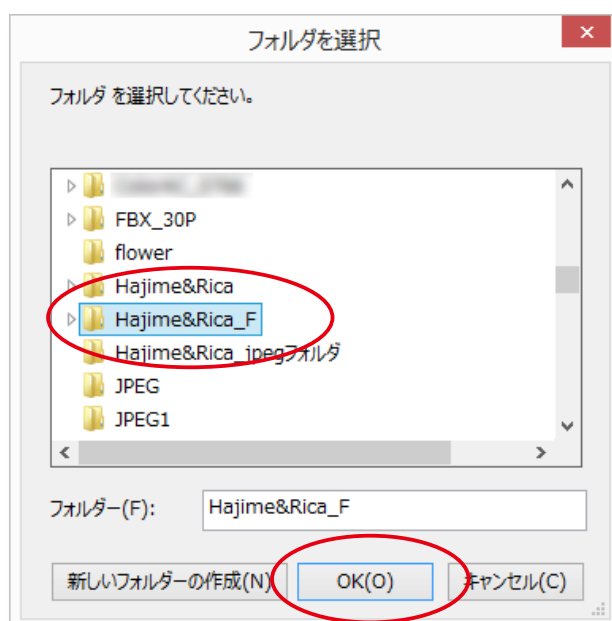 フォルダを選択
フォルダ を選択してください。
FBX_30P
flower
Hajime&Rica
Hajime&Rica_F
Hajime&Rica_jpegフォルダ
JPEG
JPEG1
フォルダー(F): Hajime&Rica_F
新しいフォルダーの作成(N) OK(O) キャンセル(C)